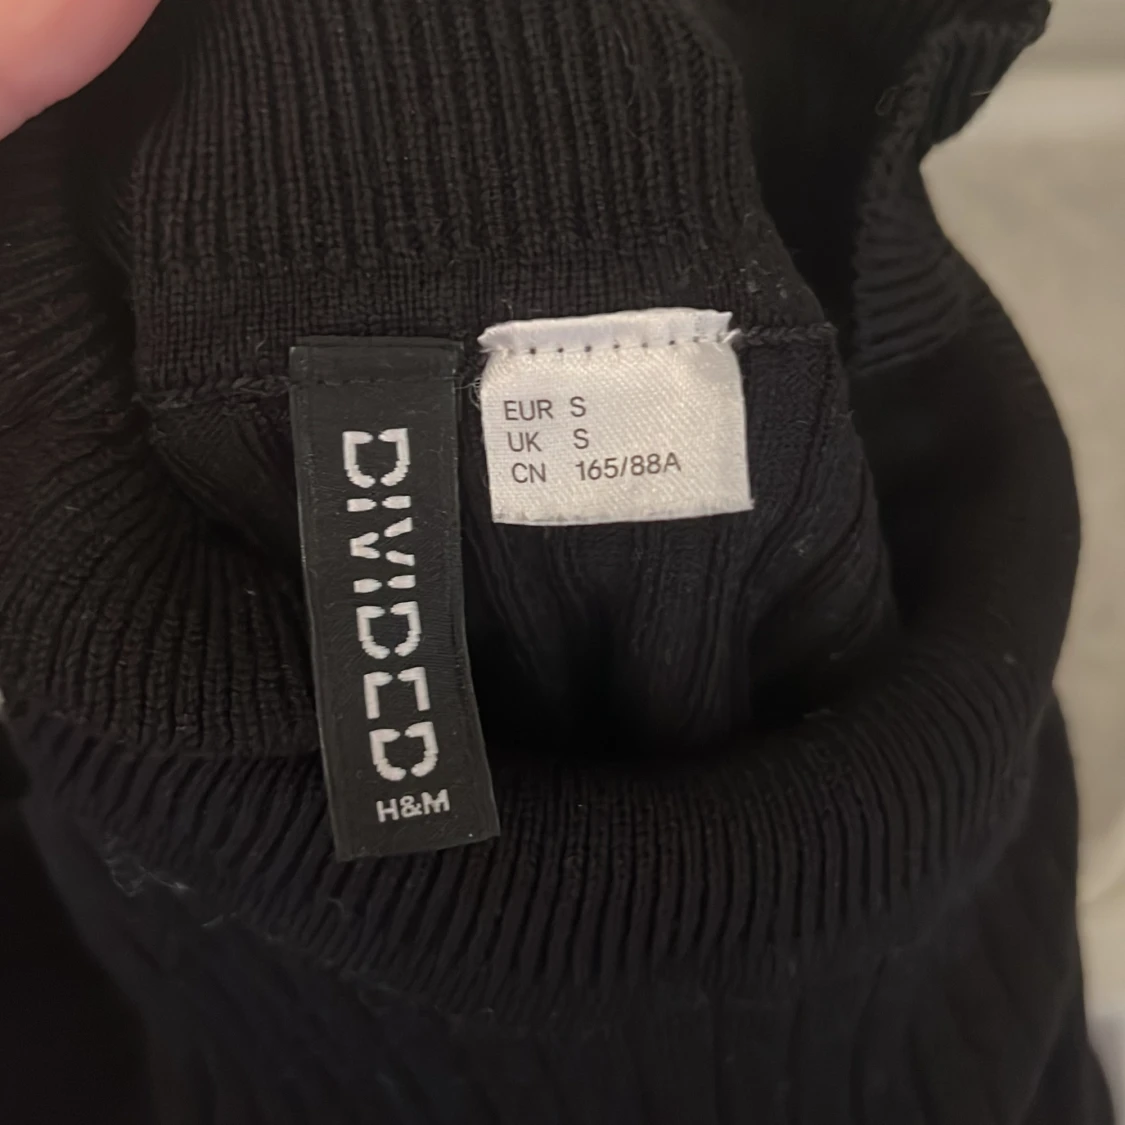 DIVIDED
H&M
EUR S
UK S
CN 165/88A